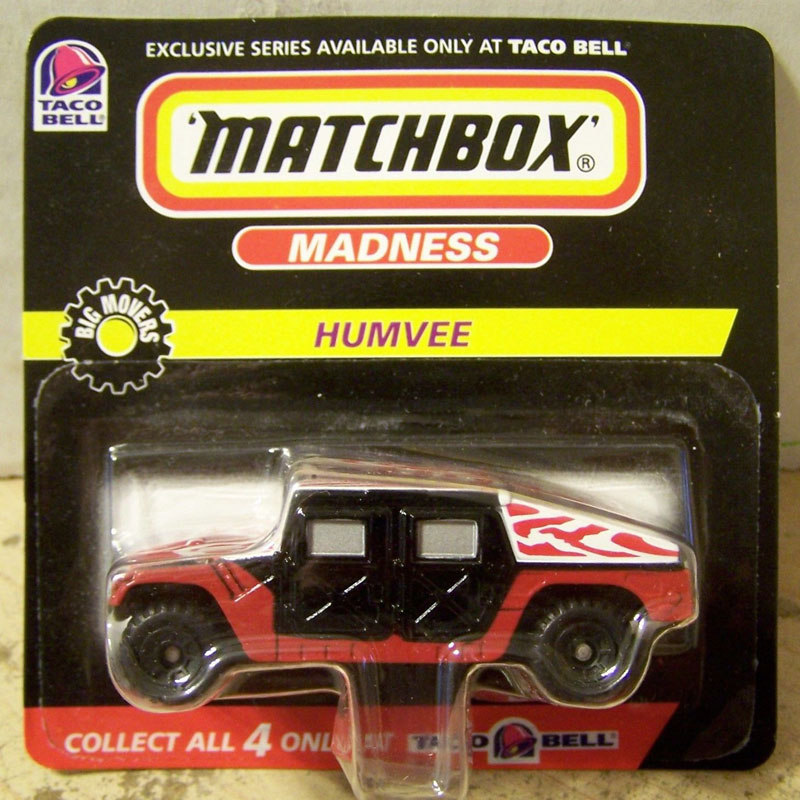 EXCLUSIVE SERIES AVAILABLE ONLY AT TACO BELL®
TACO
BELL®
'MATCHBOX'®
MADNESS
BIG MOVERS®
HUMVEE
COLLECT ALL 4 ONLY AT TACO BELL®